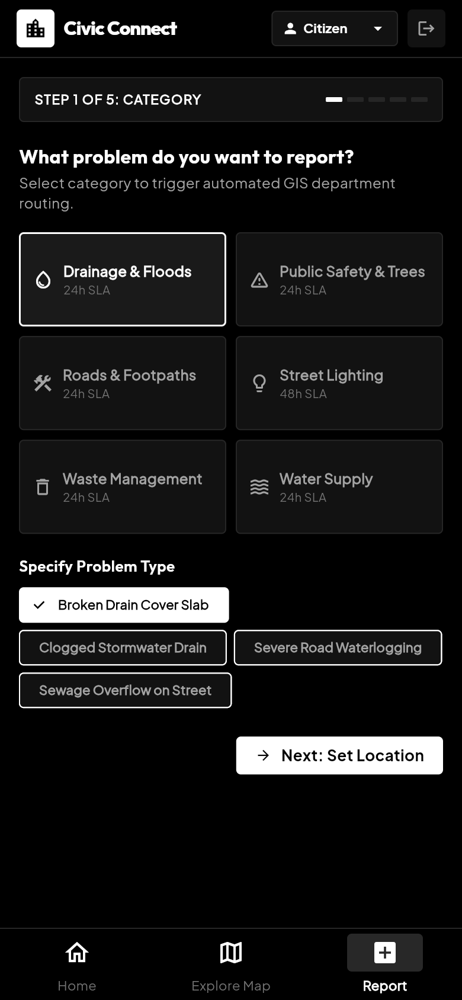 Civic Connect
Citizen
STEP 1 OF 5: CATEGORY
What problem do you want to report?
Select category to trigger automated GIS department
routing.
Drainage & Floods
24h SLA
Public Safety & Trees
24h SLA
Roads & Footpaths
24h SLA
Street Lighting
48h SLA
Waste Management
24h SLA
Water Supply
24h SLA
Specify Problem Type
Broken Drain Cover Slab
Clogged Stormwater Drain
Severe Road Waterlogging
Sewage Overflow on Street
Next: Set Location
Home
Explore Map
Report